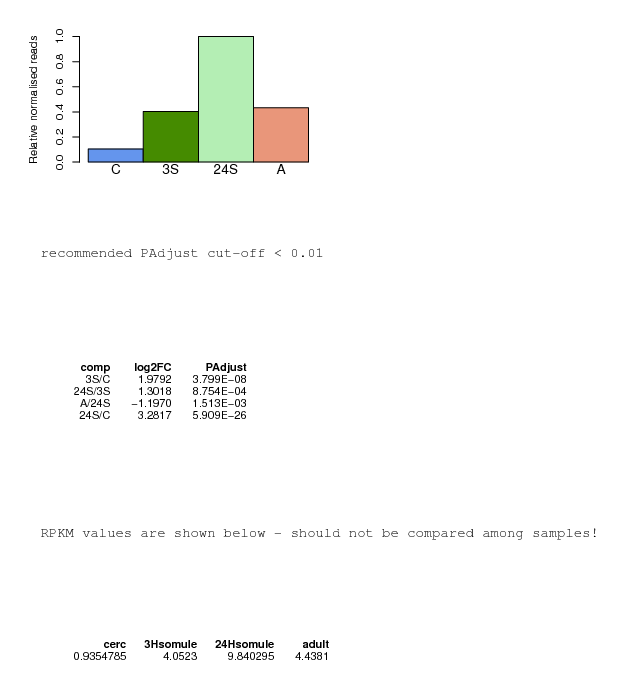 Relative normalised reads
1.0
0.8
0.6
0.4
0.2
0.0
C 3S 24S A
recommended PAdjust cut-off < 0.01
comp log2FC PAdjust
3S/C 1.9792 3.799E-08
24S/3S 1.3018 8.754E-04
A/24S -1.1970 1.513E-03
24S/C 3.2817 5.909E-26
RPKM values are shown below - should not be compared among samples!
cerc 3Hsomule 24Hsomule adult
0.9354785 4.0523 9.840295 4.4381